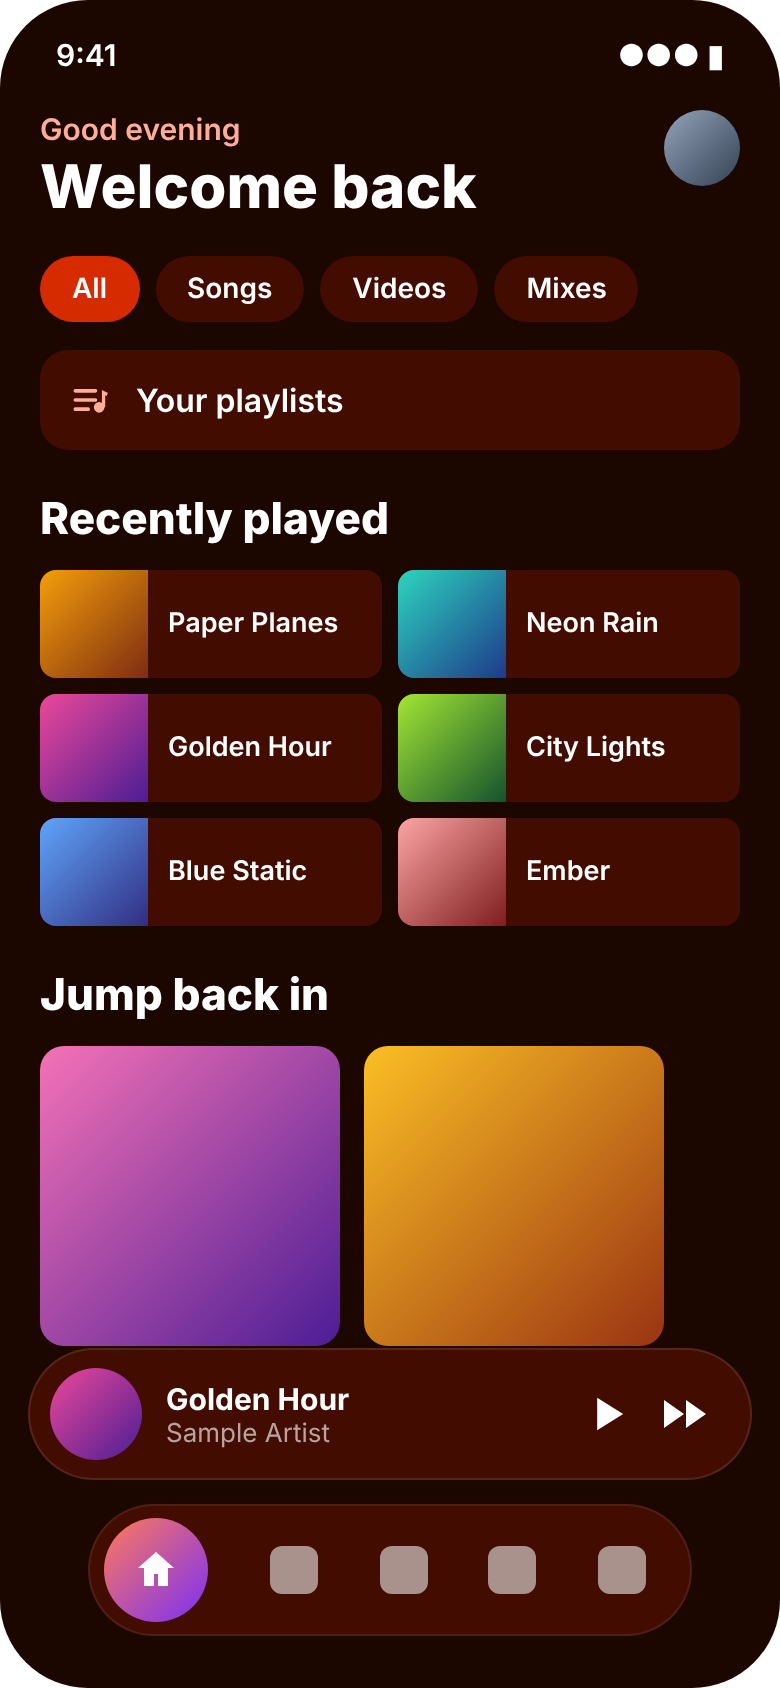 9:41
Good evening
Welcome back
All
Songs
Videos
Mixes
Your playlists
Recently played
Paper Planes
Neon Rain
Golden Hour
City Lights
Blue Static
Ember
Jump back in
Golden Hour
Sample Artist